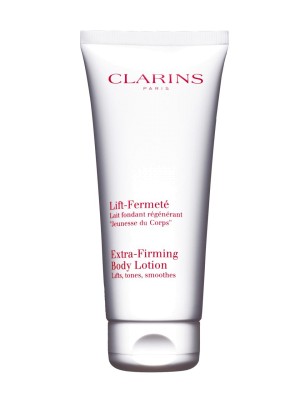 CLARINS
PARIS
Lift-Fermeté
Lait fondant régénérant
"Jeunesse du Corps"
Extra-Firming
Body Lotion
Lifts, tones, smoothes